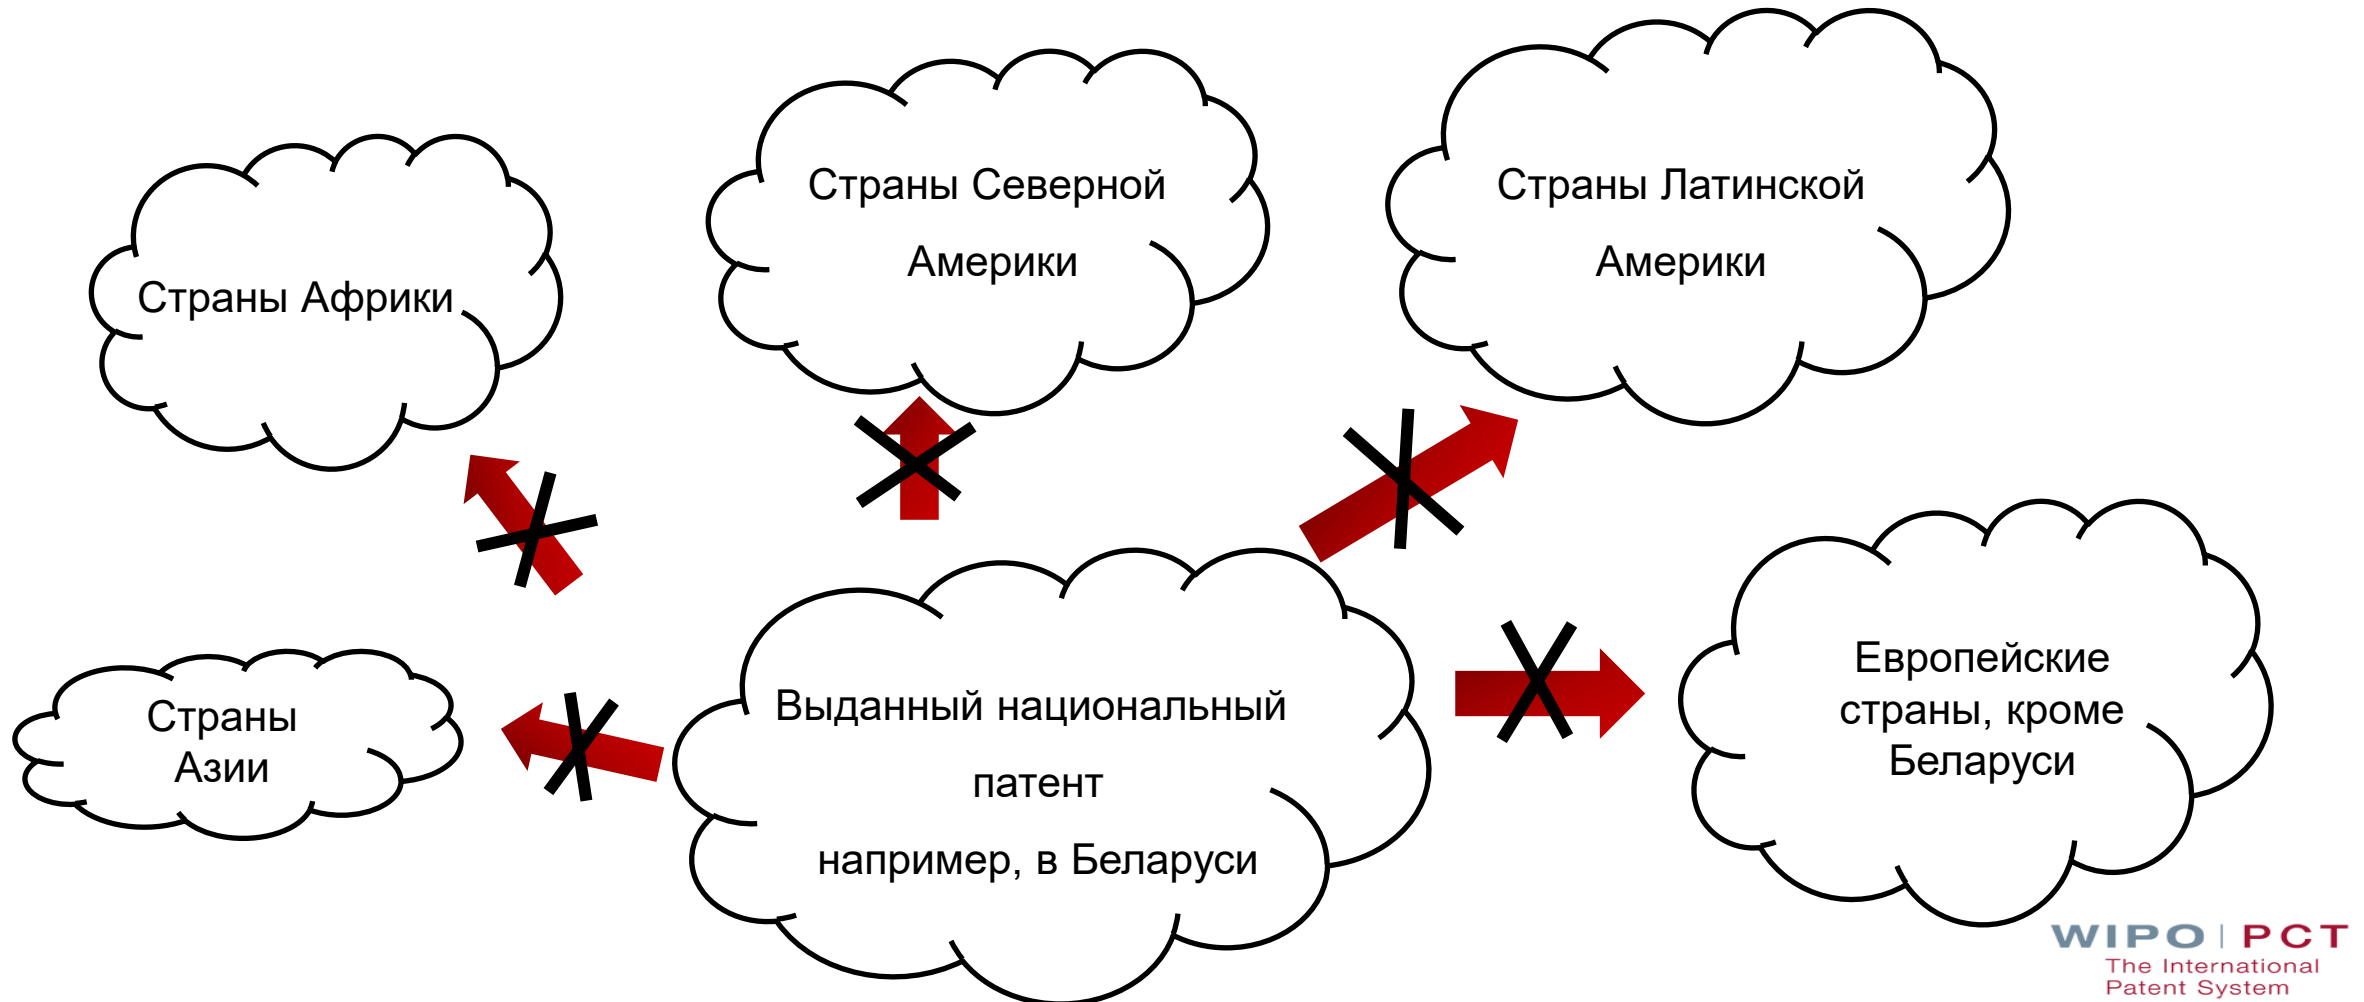 Страны Северной
Америки
Страны Латинской
Америки
Страны Африки
Европейские
страны, кроме
Беларуси
Страны
Азии
Выданный национальный
патент
например, в Беларуси
WIPO | PCT
The International
Patent System